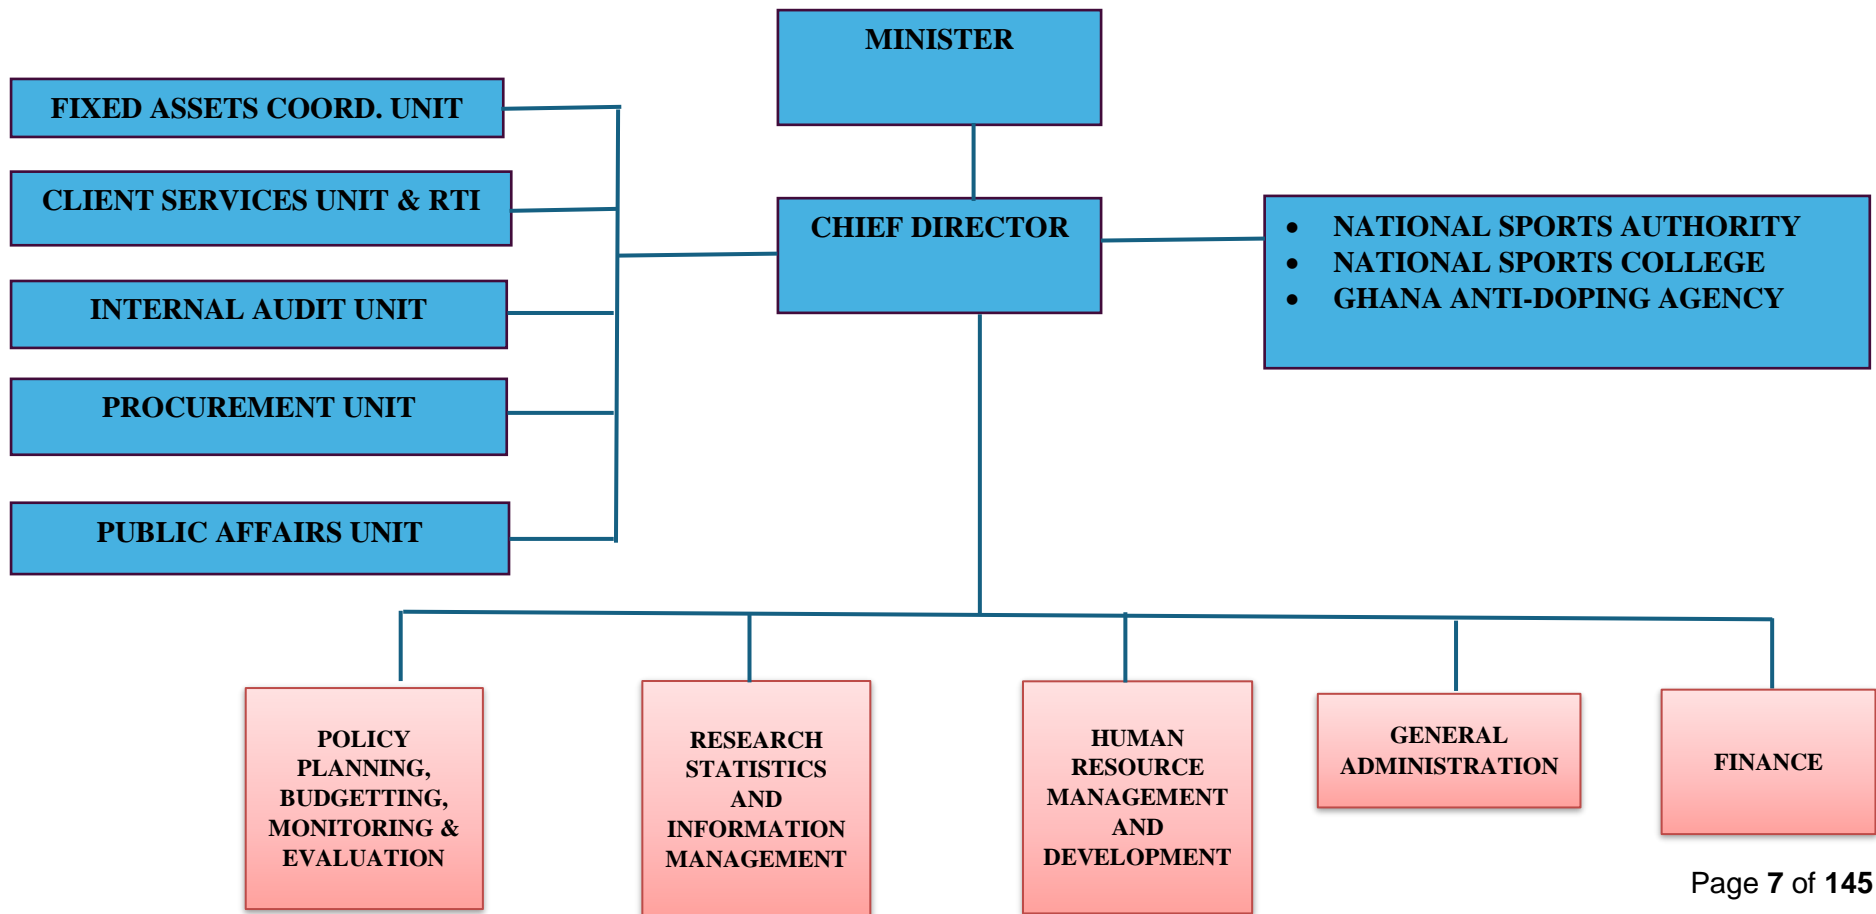 MINISTER
FIXED ASSETS COORD. UNIT
CLIENT SERVICES UNIT & RTI
INTERNAL AUDIT UNIT
PROCUREMENT UNIT
PUBLIC AFFAIRS UNIT
CHIEF DIRECTOR
• NATIONAL SPORTS AUTHORITY
• NATIONAL SPORTS COLLEGE
• GHANA ANTI-DOPING AGENCY
POLICY
PLANNING,
BUDGETTING,
MONITORING &
EVALUATION
RESEARCH
STATISTICS
AND
INFORMATION
MANAGEMENT
HUMAN
RESOURCE
MANAGEMENT
AND
DEVELOPMENT
GENERAL
ADMINISTRATION
FINANCE
Page 7 of 145